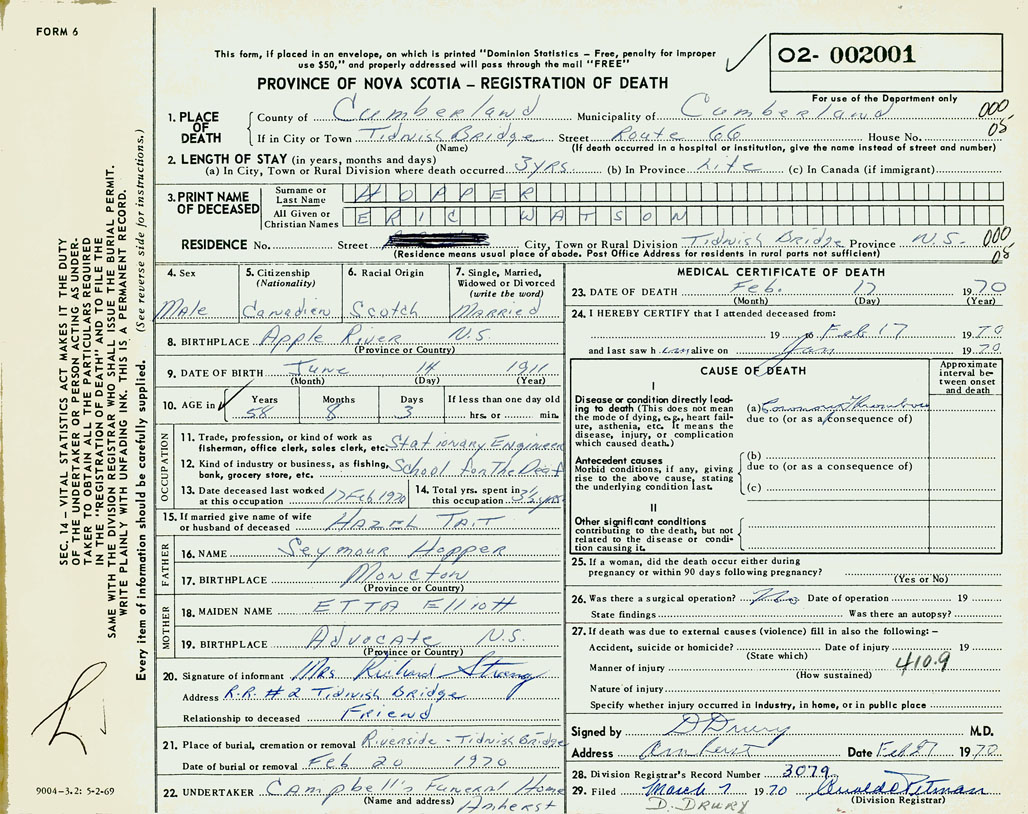 FORM 6
This form, if placed in an envelope, on which is printed "Dominion Statistics – Free, penalty for improper
use $50," and properly addressed will pass through the mail "FREE"
O2- 002001
PROVINCE OF NOVA SCOTIA – REGISTRATION OF DEATH
For use of the Department only
1. PLACE OF DEATH
County of Cumberland Municipality of Cumberland 000
If in City or Town Tidnish Bridge Street Route 66 House No. 05
(Name) (If death occurred in a hospital or institution, give the name instead of street and number)
2. LENGTH OF STAY (in years, months and days)
(a) In City, Town or Rural Division where death occurred 3 yrs (b) In Province Life (c) In Canada (if immigrant)
3. PRINT NAME OF DECEASED
Surname or Last Name HOPPER
All Given or Christian Names ERIC WATSON
RESIDENCE No. Street City, Town or Rural Division Tidnish Bridge Province N.S. 000
(Residence means usual place of abode. Post Office Address for residents in rural parts not sufficient) 05
4. Sex Male
5. Citizenship (Nationality) Canadien
6. Racial Origin Scotch
7. Single, Married, Widowed or Divorced (write the word) Married
8. BIRTHPLACE Apple River N.S.
(Province or Country)
9. DATE OF BIRTH June 14 1911
(Month) (Day) (Year)
10. AGE in Years 58 Months 8 Days 3 If less than one day old hrs. or min.
OCCUPATION
11. Trade, profession, or kind of work as fisherman, office clerk, sales clerk, etc. Stationary Engineer
12. Kind of industry or business, as fishing, bank, grocery store, etc. School for The Deaf
13. Date deceased last worked at this occupation 17 Feb 1970
14. Total yrs. spent in this occupation 3½ yrs
15. If married give name of wife or husband of deceased HAZEL TAIT
FATHER
16. NAME Seymour Hopper
17. BIRTHPLACE Moncton
(Province or Country)
MOTHER
18. MAIDEN NAME ETTA Elliott
19. BIRTHPLACE Advocate N.S.
(Province or Country)
20. Signature of informant Mrs Richard Strang
Address R.R. #2 Tidnish Bridge
Relationship to deceased Friend
21. Place of burial, cremation or removal Riverside - Tidnish Bridge
Date of burial or removal Feb 20 1970
22. UNDERTAKER Campbell's Funeral Home
(Name and address) Amherst
MEDICAL CERTIFICATE OF DEATH
23. DATE OF DEATH Feb. 17 1970
(Month) (Day) (Year)
24. I HEREBY CERTIFY that I attended deceased from:
19 to Feb 17 1970
and last saw him alive on Jan 1970
CAUSE OF DEATH
Approximate interval between onset and death
I
Disease or condition directly leading to death (This does not mean the mode of dying, e.g., heart failure, asthenia, etc. It means the disease, injury, or complication which caused death.)
(a) Coronary Thrombosis
due to (or as a consequence of)
Antecedent causes
Morbid conditions, if any, giving rise to the above cause, stating the underlying condition last.
(b)
due to (or as a consequence of)
(c)
II
Other significant conditions
contributing to the death, but not related to the disease or condition causing it.
25. If a woman, did the death occur either during
pregnancy or within 90 days following pregnancy?
(Yes or No)
26. Was there a surgical operation? No Date of operation 19
State findings Was there an autopsy?
27. If death was due to external causes (violence) fill in also the following: –
Accident, suicide or homicide? Date of injury 19
(State which) 410.9
Manner of injury
(How sustained)
Nature of injury
Specify whether injury occurred in industry, in home, or in public place
Signed by D Drury M.D.
Address Amherst Date Feb 27 1970
28. Division Registrar's Record Number 3079
29. Filed March 7 1970 Pitman
D. DRURY (Division Registrar)
SEC. 14 – VITAL STATISTICS ACT MAKES IT THE DUTY
OF THE UNDERTAKER OR PERSON ACTING AS UNDER-
TAKER TO OBTAIN ALL THE PARTICULARS REQUIRED
IN THE "REGISTRATION OF DEATH" AND TO FILE THE
SAME WITH THE DIVISION REGISTRAR WHO SHALL ISSUE THE BURIAL PERMIT.
WRITE PLAINLY WITH UNFADING INK. THIS IS A PERMANENT RECORD.
Every item of information should be carefully supplied. (See reverse side for instructions.)
9004-3.2: 5-2-69